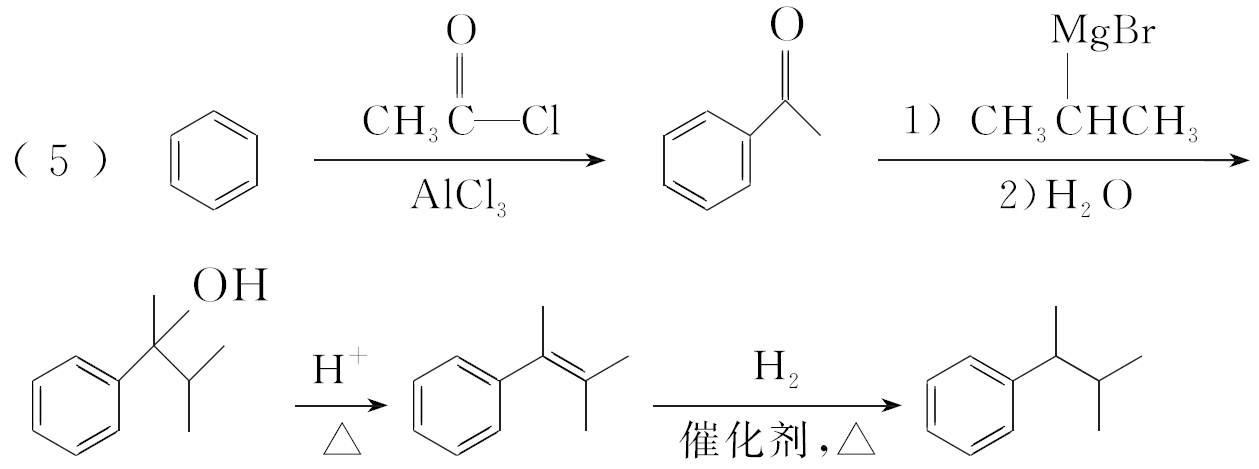 O
CH₃C—Cl
AlCl₃
O
MgBr
1) CH₃CHCH₃
2)H₂O
(5)
OH
H⁺
△
H₂
催化剂,△